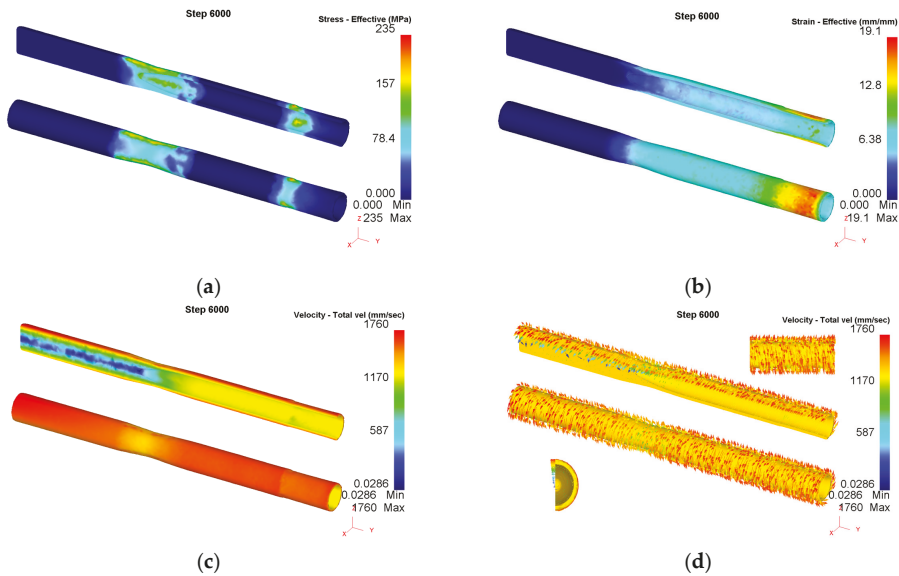 Step 6000
Stress - Effective (MPa)
235
157
78.4
0.000
0.000 Min
235 Max
Z
X Y
(a)
Step 6000
Strain - Effective (mm/mm)
19.1
12.8
6.38
0.000
0.000 Min
19.1 Max
Z
X Y
(b)
Step 6000
Velocity - Total vel (mm/sec)
1760
1170
587
0.0286
0.0286 Min
1760 Max
X Y
(c)
Step 6000
Velocity - Total vel (mm/sec)
1760
1170
587
0.0286
0.0286 Min
1760 Max
X Y
(d)